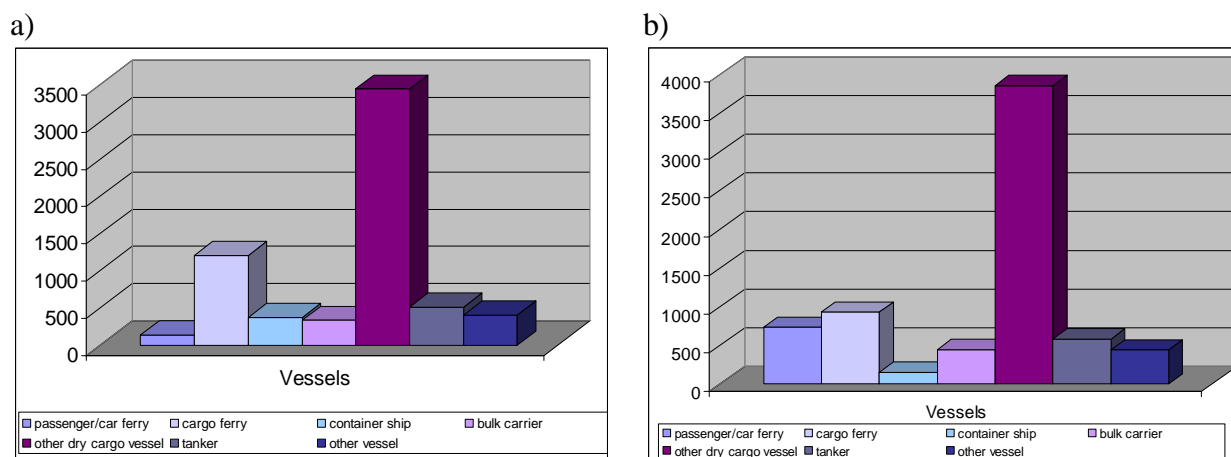 a)
3500
3000
2500
2000
1500
1000
500
0
Vessels
passenger/car ferry cargo ferry container ship bulk carrier
other dry cargo vessel tanker other vessel
b)
4000
3500
3000
2500
2000
1500
1000
500
0
Vessels
passenger/car ferry cargo ferry container ship bulk carrier
other dry cargo vessel tanker other vessel